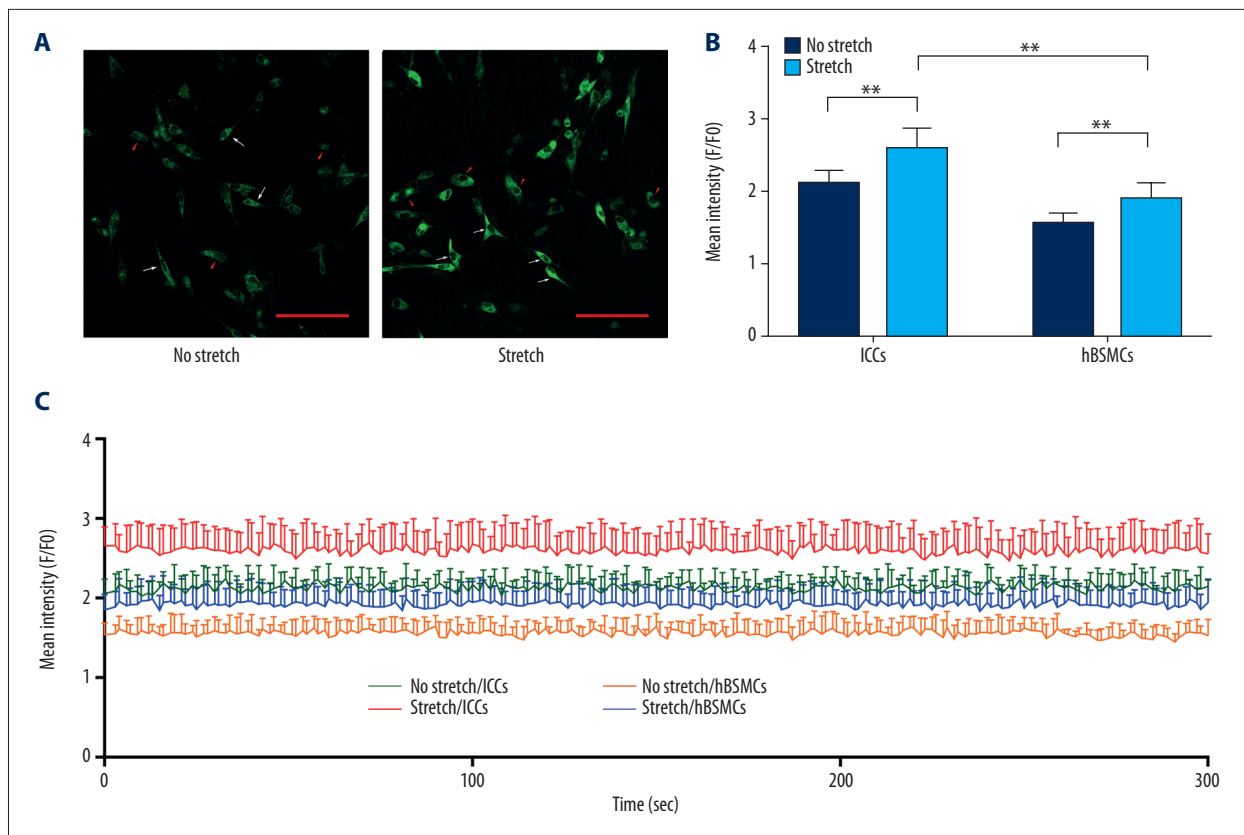 A
No stretch
Stretch
B
No stretch
Stretch
**
**
**
Mean intensity (F/F0)
4
3
2
1
0
ICCs
hBSMCs
C
Mean intensity (F/F0)
4
3
2
1
0
No stretch/ICCs
Stretch/ICCs
No stretch/hBSMCs
Stretch/hBSMCs
0
100
200
300
Time (sec)